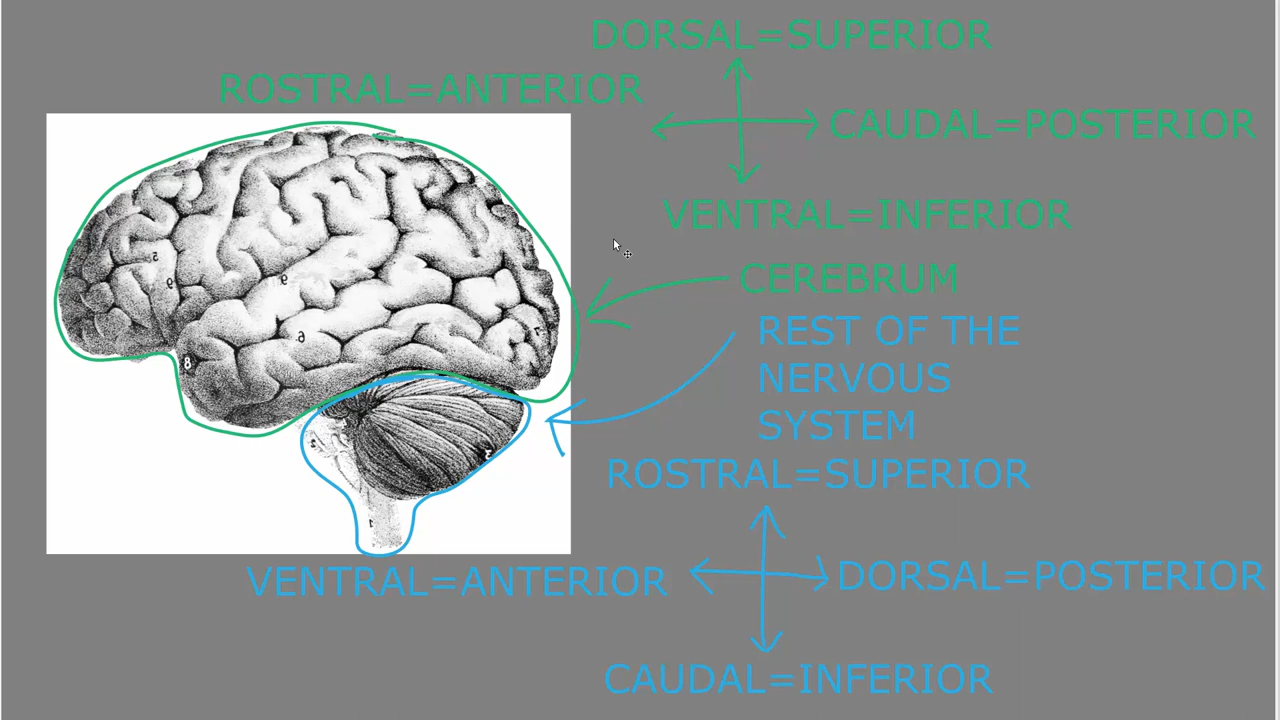 DORSAL=SUPERIOR
ROSTRAL=ANTERIOR
CAUDAL=POSTERIOR
VENTRAL=INFERIOR
CEREBRUM
REST OF THE
NERVOUS
SYSTEM
ROSTRAL=SUPERIOR
VENTRAL=ANTERIOR
DORSAL=POSTERIOR
CAUDAL=INFERIOR